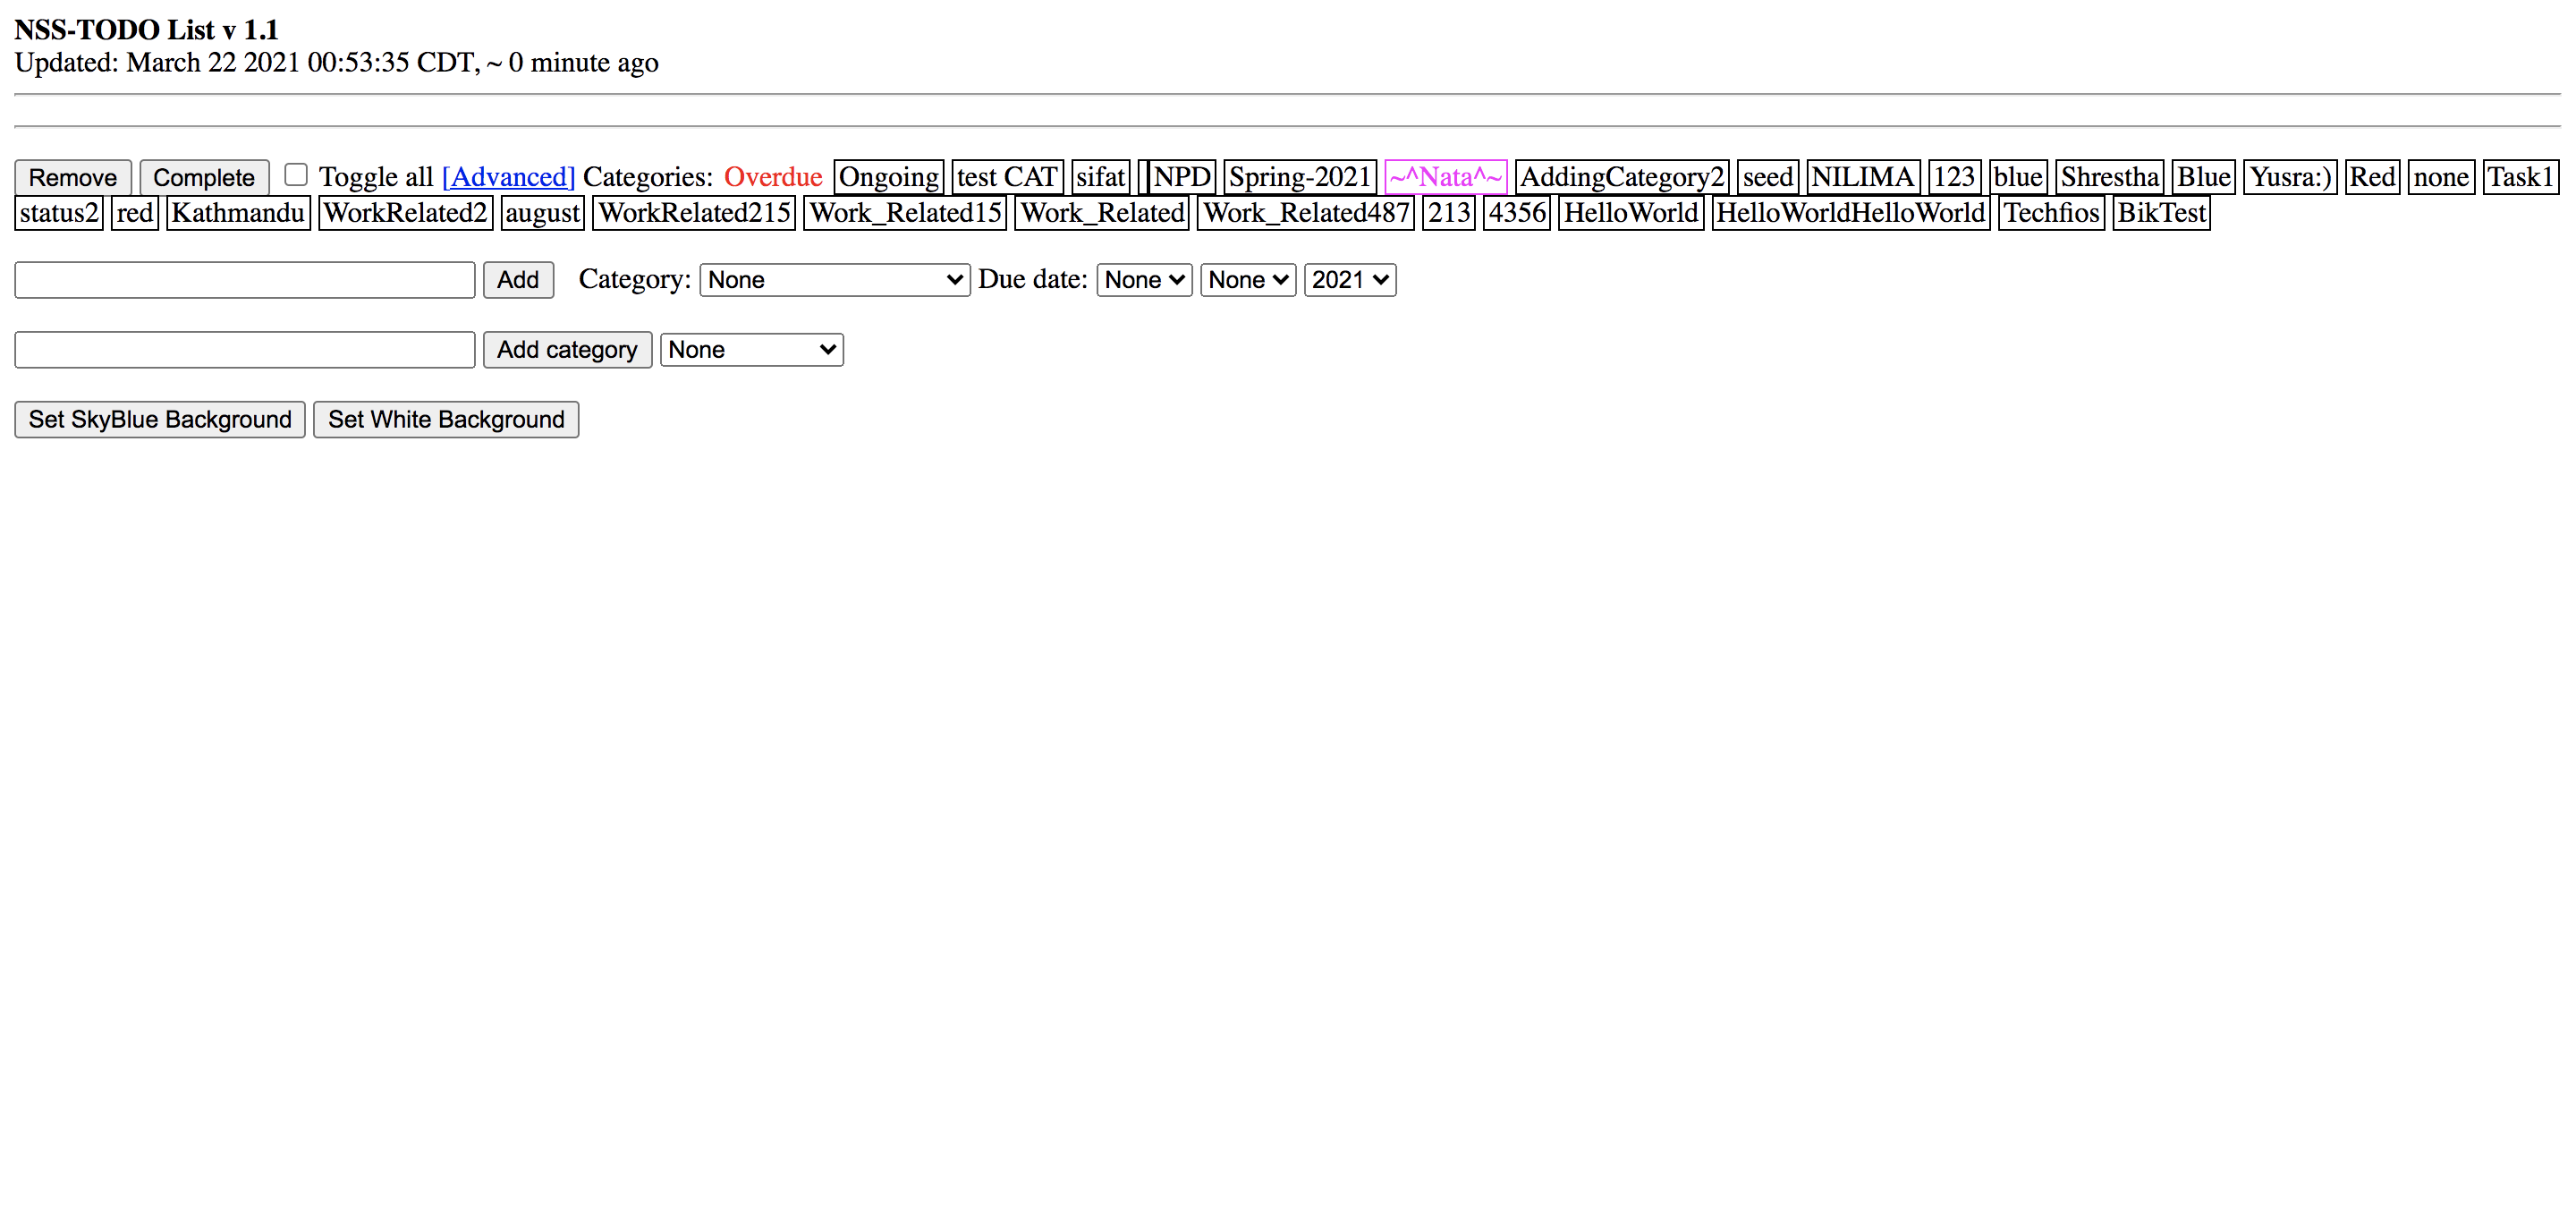 NSS-TODO List v 1.1
Updated: March 22 2021 00:53:35 CDT, ~ 0 minute ago
Remove Complete Toggle all [Advanced] Categories: Overdue Ongoing test CAT sifat NPD Spring-2021 ~^Nata^~ AddingCategory2 seed NILIMA 123 blue Shrestha Blue Yusra:) Red none Task1
status2 red Kathmandu WorkRelated2 august WorkRelated215 Work_Related15 Work_Related Work_Related487 213 4356 HelloWorld HelloWorldHelloWorld Techfios BikTest
Add Category: None Due date: None None 2021
Add category None
Set SkyBlue Background Set White Background